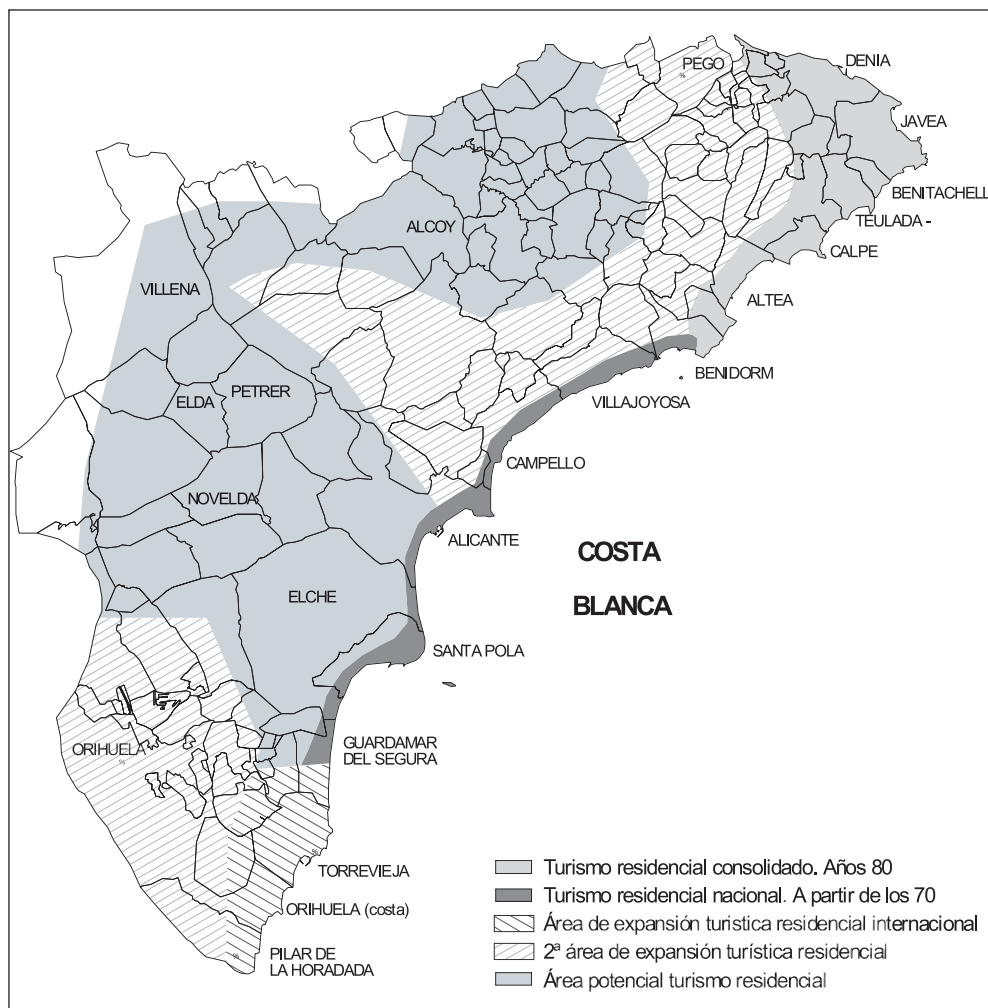 PEGO
DENIA
JAVEA
BENITACHELL
TEULADA -
CALPE
ALCOY
VILLENA
ALTEA
BENIDORM
PETRER
ELDA
VILLAJOYOSA
CAMPELLO
NOVELDA
ALICANTE
COSTA
BLANCA
ELCHE
SANTA POLA
ORIHUELA
GUARDAMAR
DEL SEGURA
TORREVIEJA
ORIHUELA (costa)
PILAR DE
LA HORADADA
Turismo residencial consolidado. Años 80
Turismo residencial nacional. A partir de los 70
Área de expansión turistica residencial internacional
2ª área de expansión turística residencial
Área potencial turismo residencial